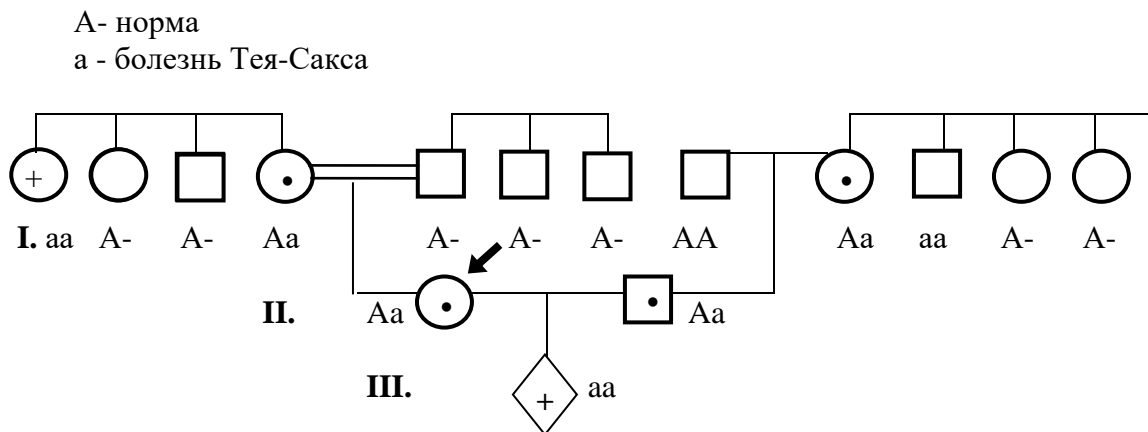 А- норма
а - болезнь Тея-Сакса
+
I. аа А- А- Аа А- А- А- АА Аа аа А- А-
II. Аа Аа
III. + аа